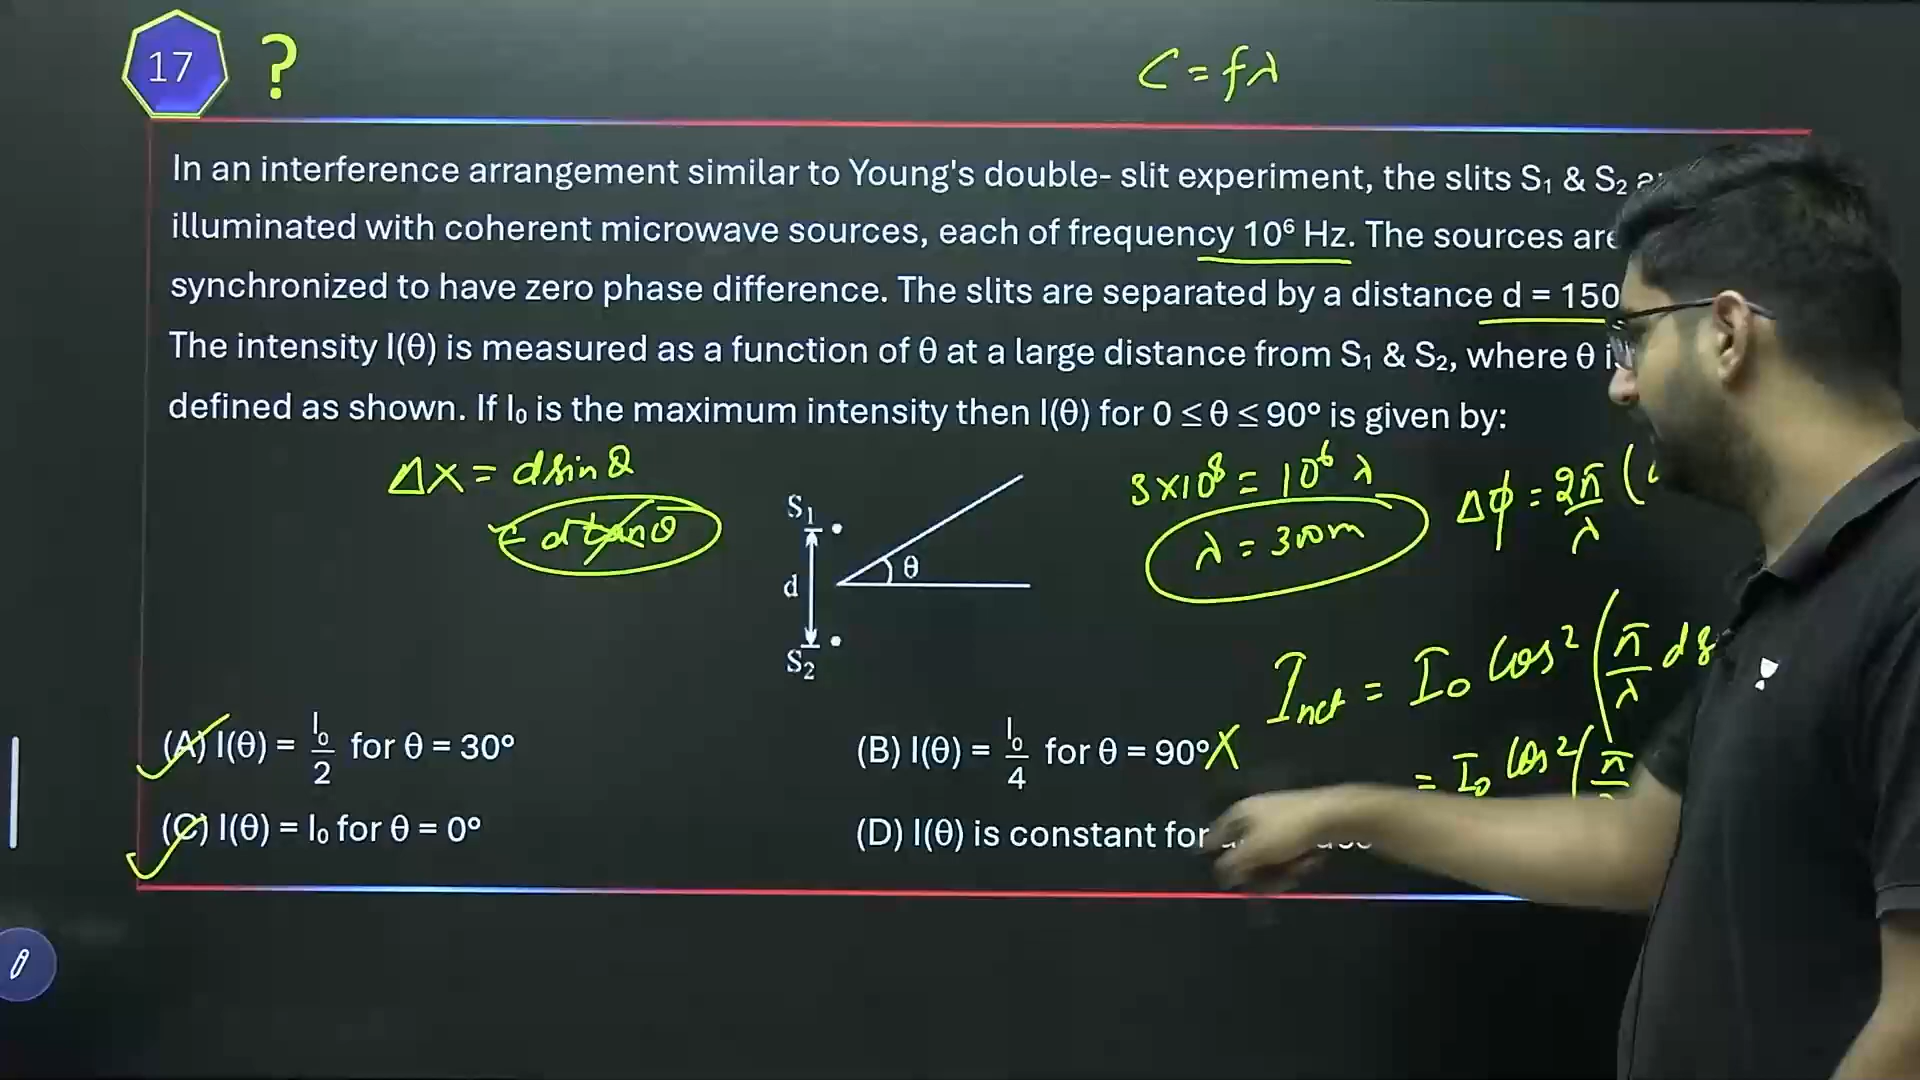 17 ?
C = fλ
In an interference arrangement similar to Young's double- slit experiment, the slits S₁ & S₂
illuminated with coherent microwave sources, each of frequency 10⁶ Hz. The sources are
synchronized to have zero phase difference. The slits are separated by a distance d = 150
The intensity I(θ) is measured as a function of θ at a large distance from S₁ & S₂, where θ
defined as shown. If I₀ is the maximum intensity then I(θ) for 0 ≤ θ ≤ 90° is given by:
Δx = dsinθ
= dtanθ
S₁
d
S₂
θ
3×10⁸ = 10⁶ λ
λ = 300m
Δφ = 2π/λ (
I_net = I₀ Cos² (π/λ d
= I₀ Cos² (π
(A) I(θ) = I₀/2 for θ = 30°
(B) I(θ) = I₀/4 for θ = 90° X
(C) I(θ) = I₀ for θ = 0°
(D) I(θ) is constant for